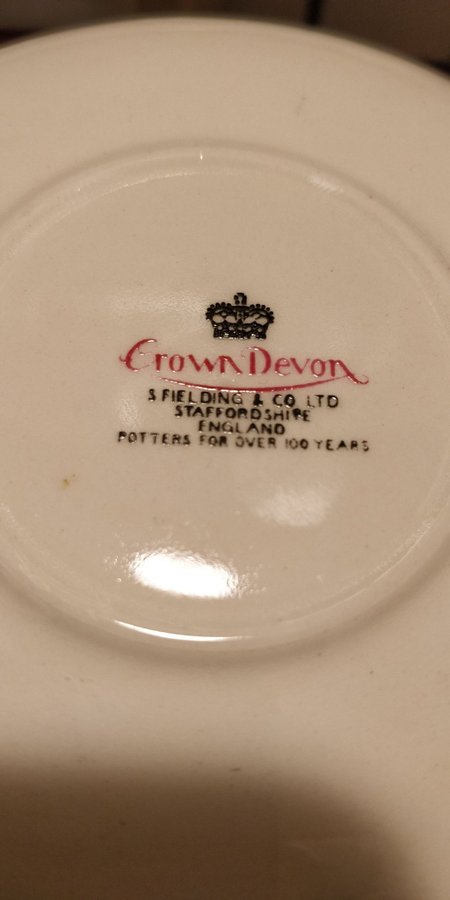 Crown Devon
S FIELDING & CO LTD
STAFFORDSHIRE
ENGLAND
POTTERS FOR OVER 100 YEARS